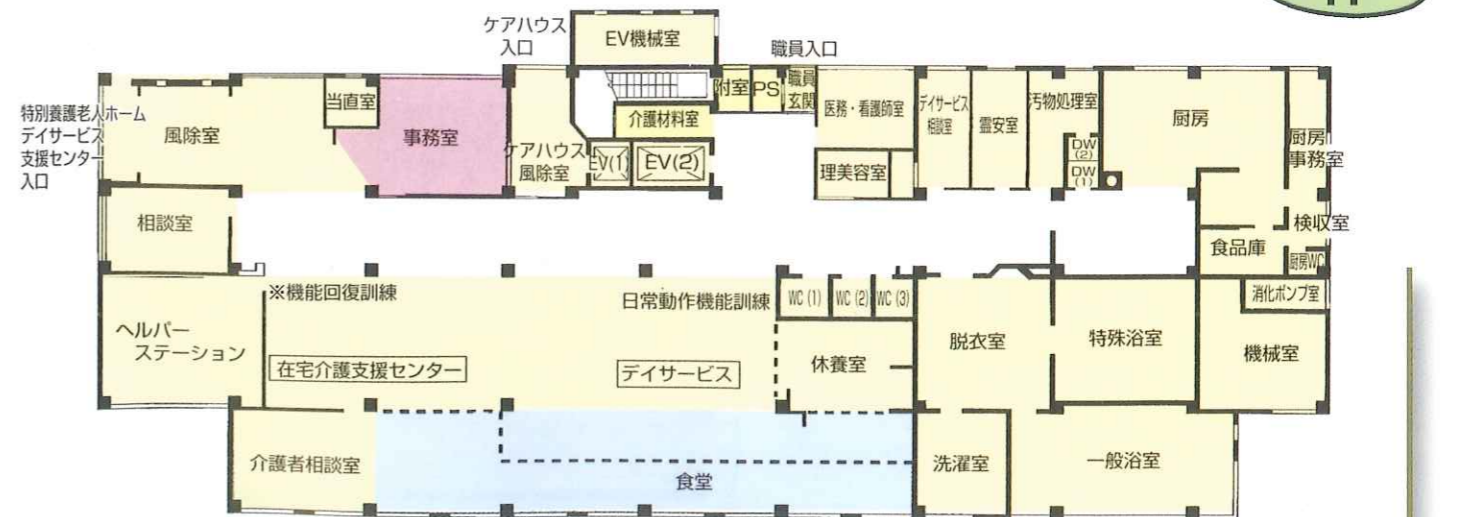 ケアハウス
入口
EV機械室
職員入口
特別養護老人ホーム
デイサービス
支援センター
入口
風除室
当直室
事務室
ケアハウス
風除室
介護材料室
EV(1)
EV(2)
附室
PS
職員
玄関
医務・看護師室
理美容室
デイサービス
相談室
霊安室
汚物処理室
DW
(2)
DW
(1)
厨房
厨房
事務室
検収室
食品庫
厨房WC
相談室
※機能回復訓練
日常動作機能訓練
WC(1)
WC(2)
WC(3)
消化ポンプ室
ヘルパー
ステーション
在宅介護支援センター
デイサービス
休養室
脱衣室
特殊浴室
機械室
介護者相談室
食堂
洗濯室
一般浴室